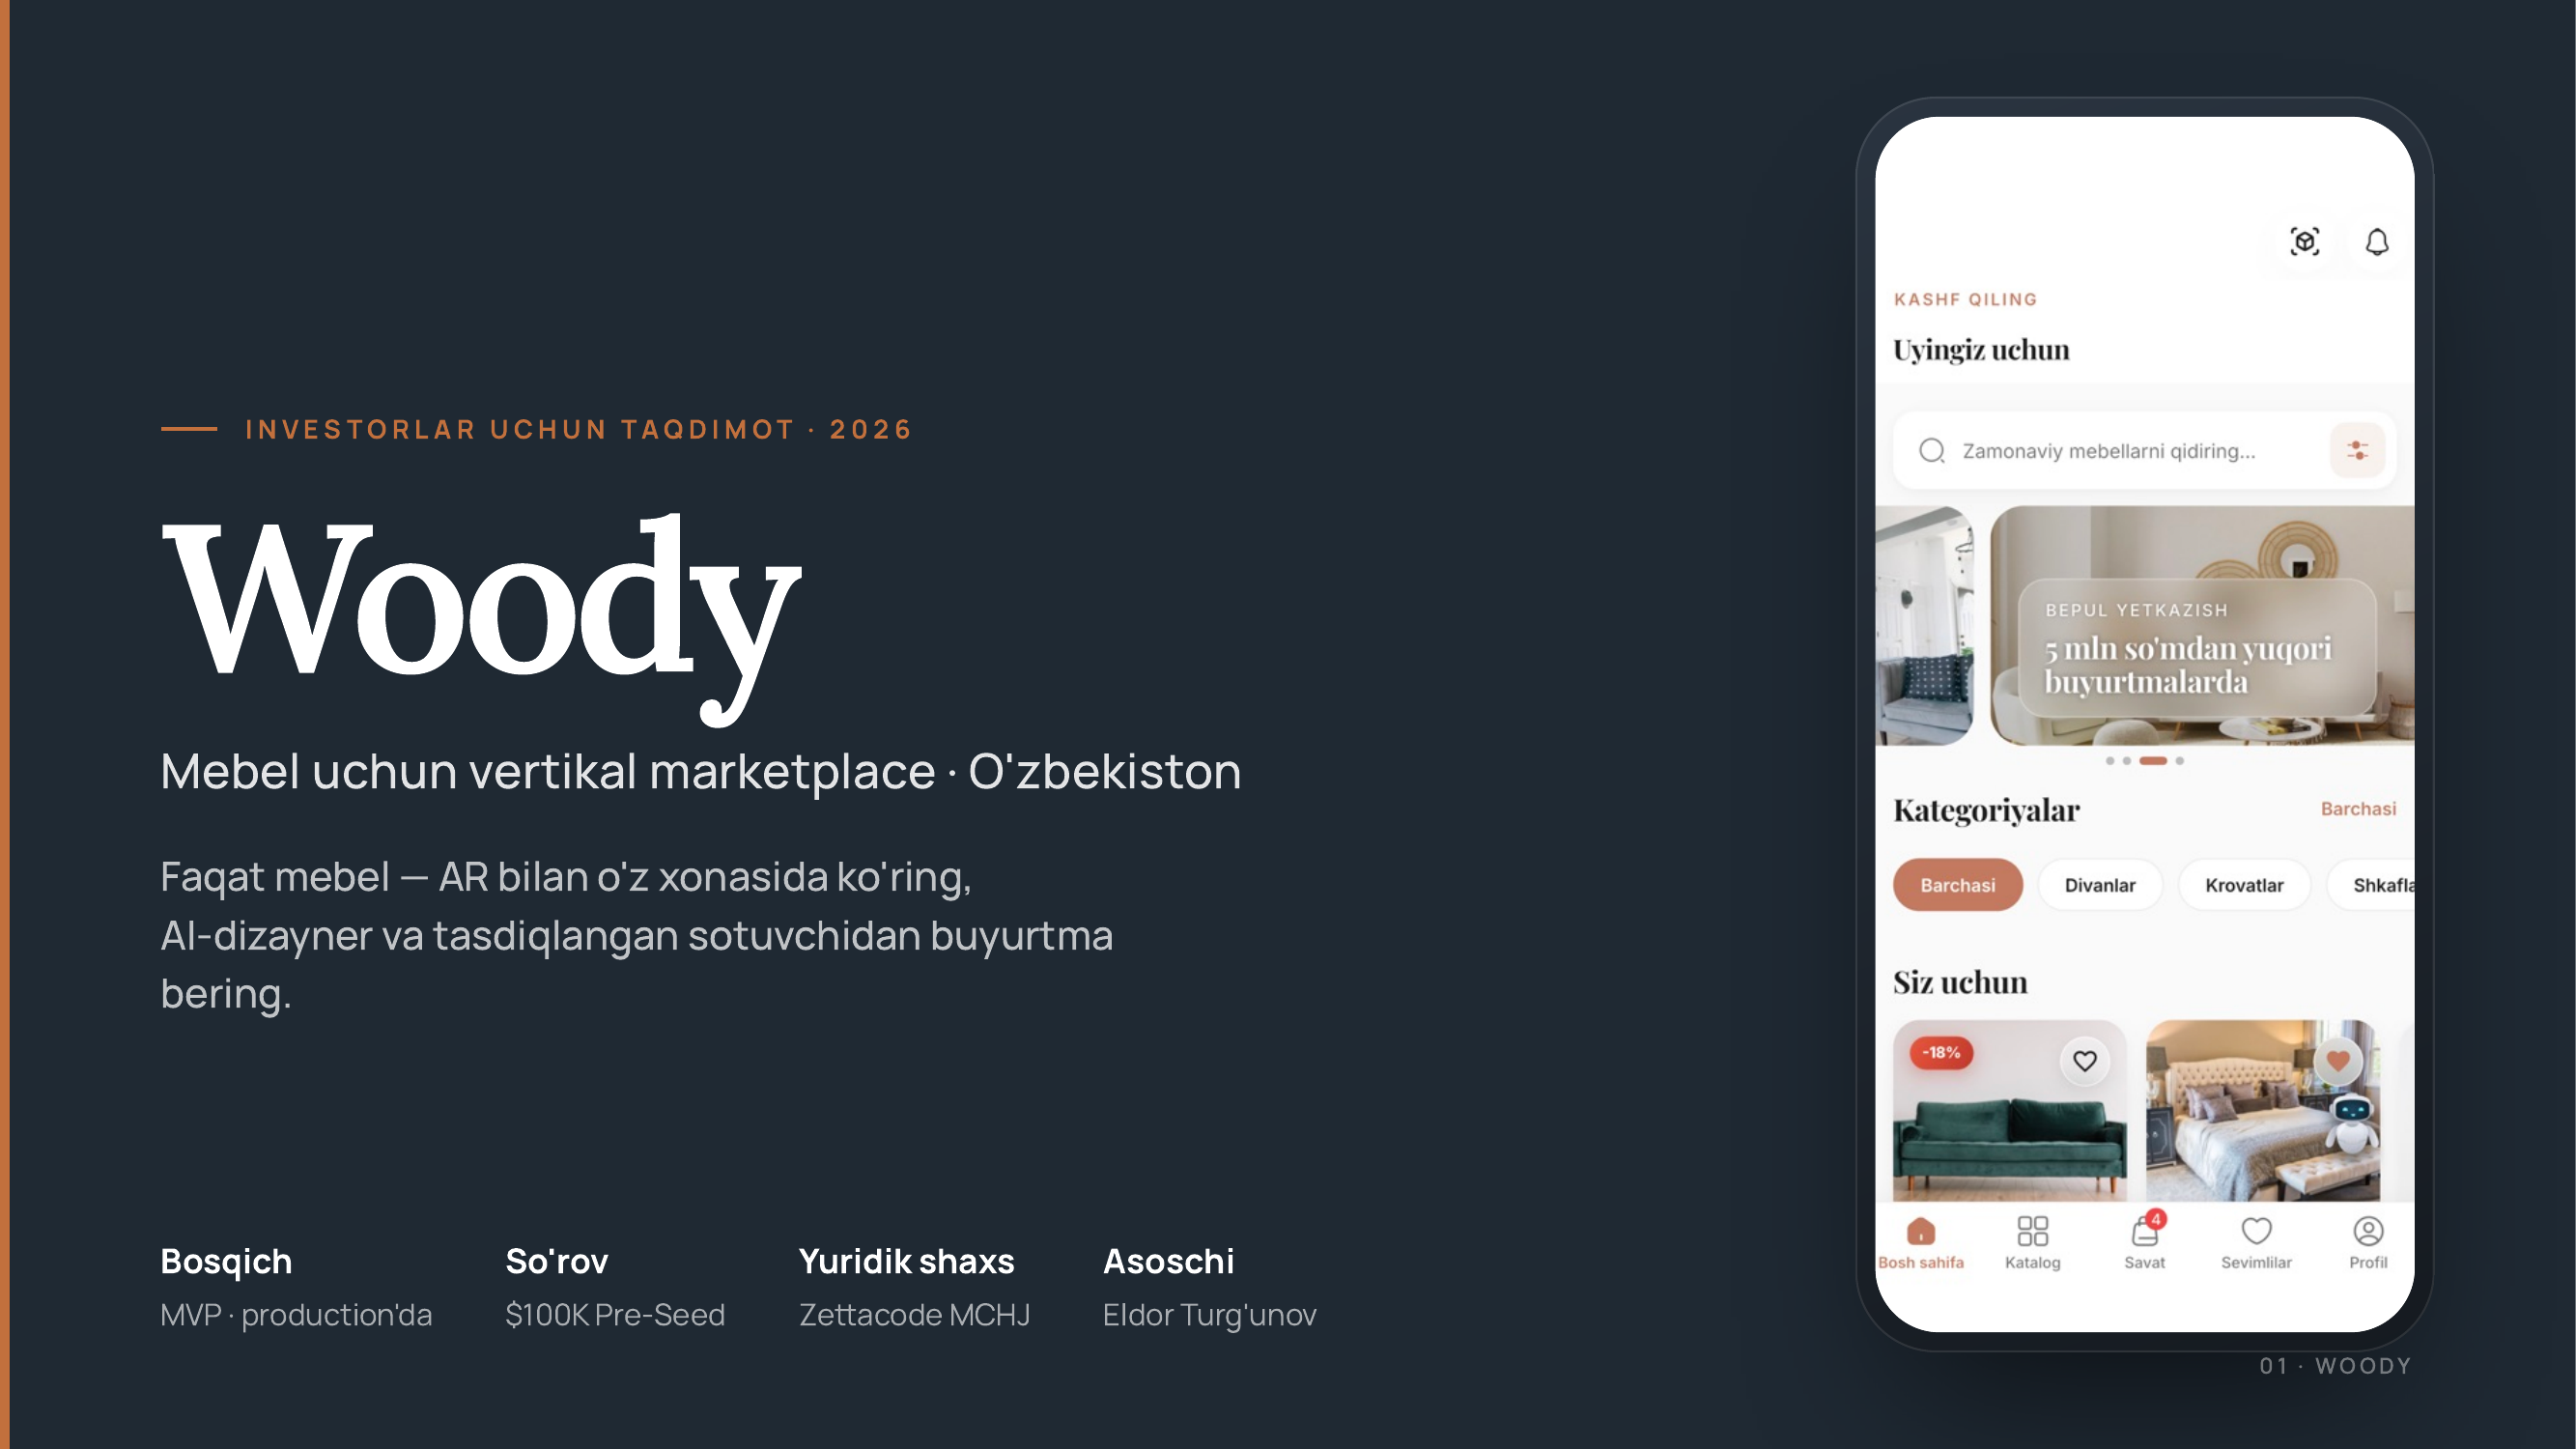 INVESTORLAR UCHUN TAQDIMOT · 2026
Woody
Mebel uchun vertikal marketplace · O'zbekiston
Faqat mebel — AR bilan o'z xonasida ko'ring,
AI-dizayner va tasdiqlangan sotuvchidan buyurtma
bering.
Bosqich
MVP · production'da
So'rov
$100K Pre-Seed
Yuridik shaxs
Zettacode MCHJ
Asoschi
Eldor Turg'unov
KASHF QILING
Uyingiz uchun
Zamonaviy mebellarni qidiring...
BEPUL YETKAZISH
5 mln so'mdan yuqori
buyurtmalarda
Kategoriyalar
Barchasi
Barchasi
Divanlar
Krovatlar
Shkafla
Siz uchun
-18%
4
Bosh sahifa
Katalog
Savat
Sevimlilar
Profil
01 · WOODY